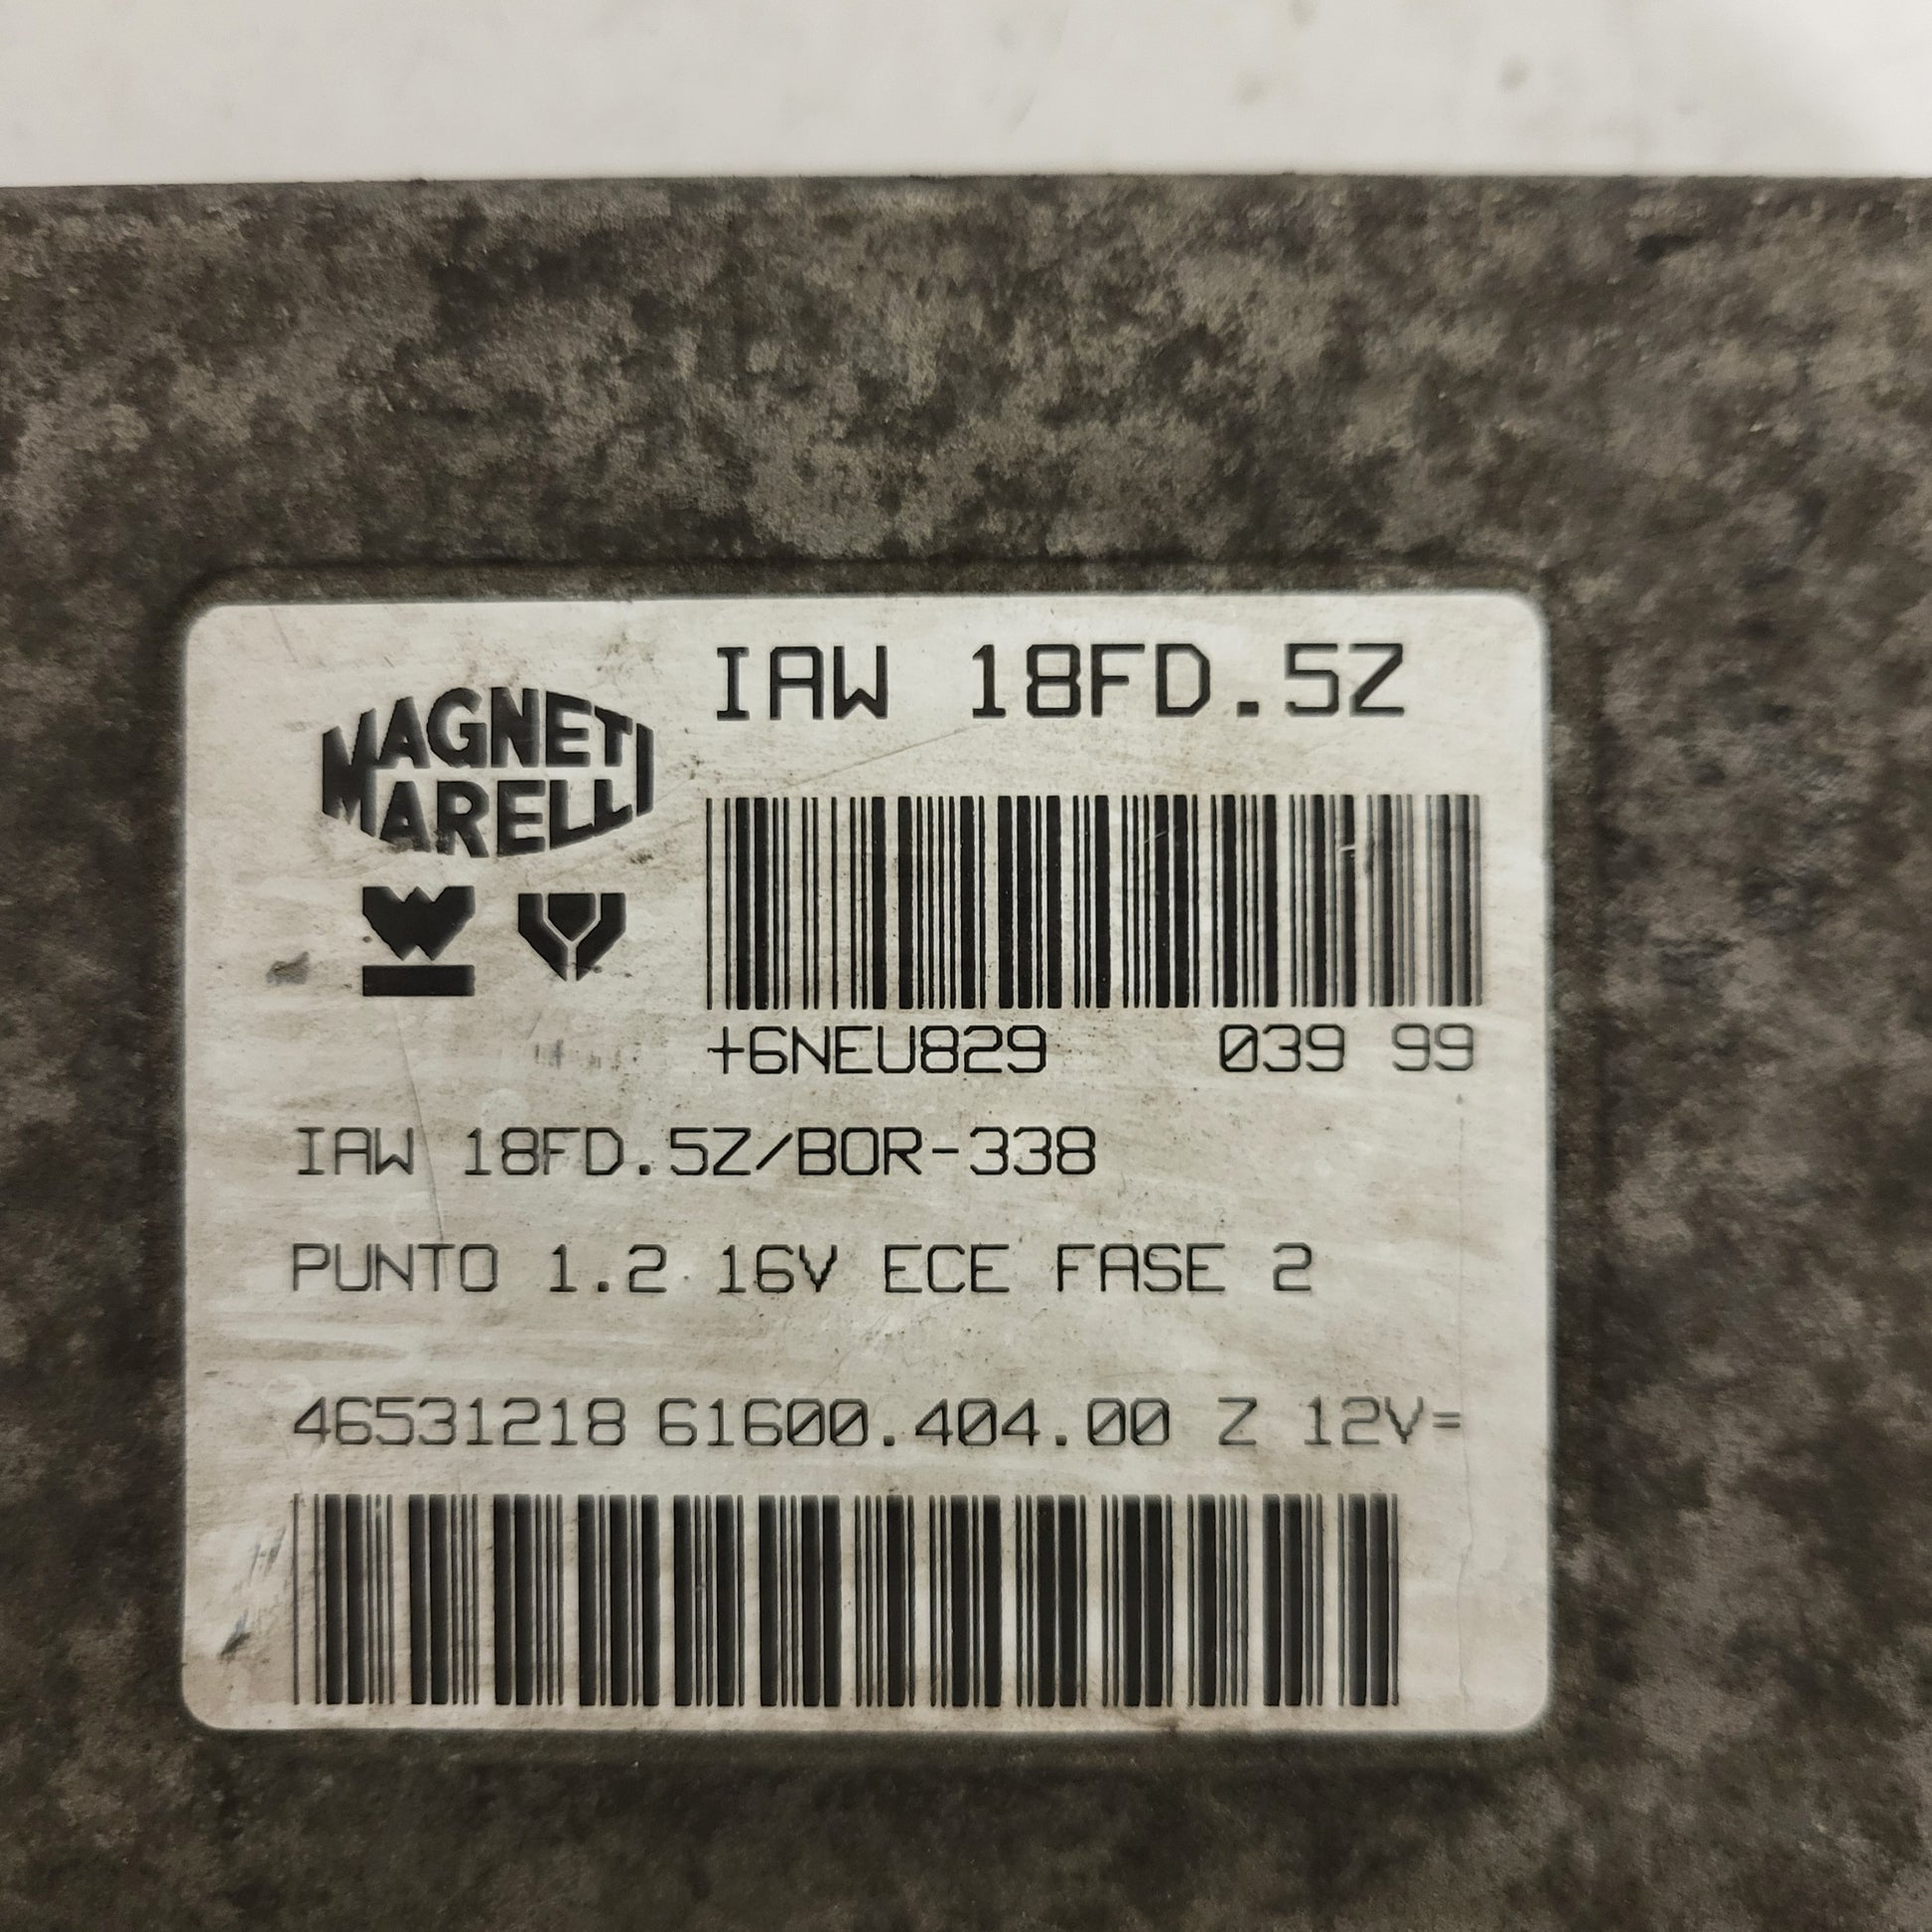 IAW 18FD.5Z
MAGNETI
MARELLI
+6NEU829 039 99
IAW 18FD.5Z/BOR-338
PUNTO 1.2 16V ECE FASE 2
46531218 61600.404.00 Z 12V=